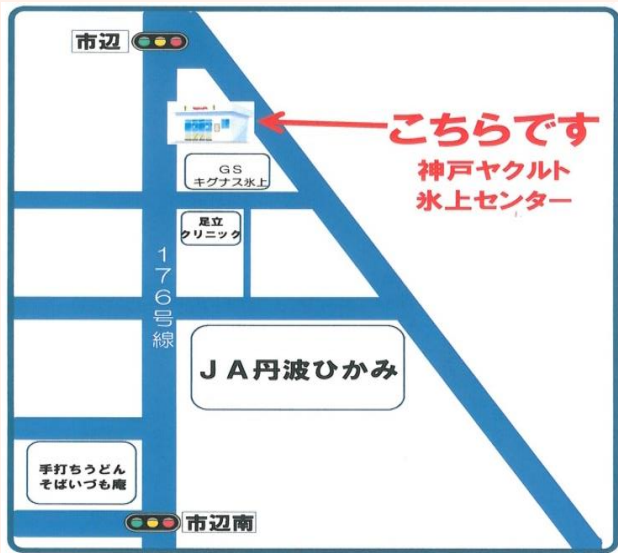 市辺
こちらです
神戸ヤクルト
氷上センター
GS
キグナス氷上
足立
クリニック
176号線
JA丹波ひかみ
手打ちうどん
そばいづも庵
市辺南